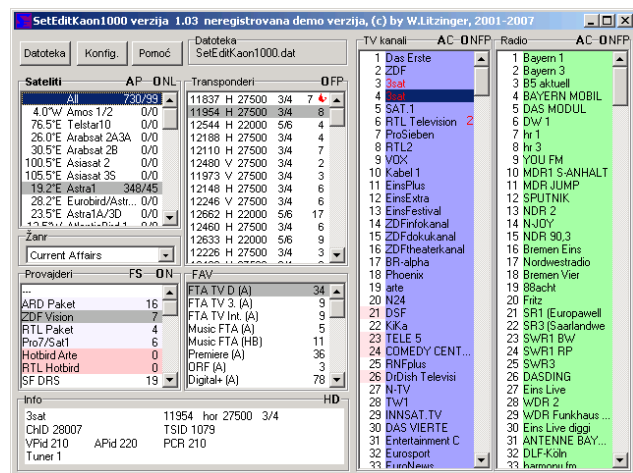 SetEditKaon1000 verzija 1.03 neregistrovana demo verzija, (c) by W.Litzinger, 2001-2007
Datoteka Konfig. Pomoć
Datoteka
SetEditKaon1000.dat
Sateliti AP ONL
All 730/99
4.0°W Amos 1/2 0/0
76.5°E Telstar10 0/0
26.0°E Arabsat 2A3A 0/0
30.5°E Arabsat 2B 0/0
100.5°E Asiasat 2 0/0
105.5°E Asiasat 3S 0/0
19.2°E Astra1 348/45
28.2°E Eurobird/Astr... 0/0
23.5°E Astra1A/3D 0/0
Transponderi OFP
11837 H 27500 3/4 7
11954 H 27500 3/4 8
12544 H 22000 5/6 4
12188 H 27500 3/4 4
12110 H 27500 3/4 7
12480 V 27500 3/4 2
11973 V 27500 3/4 3
12148 H 27500 3/4 6
12246 V 27500 3/4 6
12662 H 22000 5/6 17
12460 H 27500 3/4 6
12633 H 22000 5/6 9
12226 H 27500 3/4 3
Žanr
Current Affairs
Provajderi FS ON
---
ARD Paket 16
ZDF Vision 7
RTL Paket 4
Pro7/Sat1 6
Hotbird Arte 0
RTL Hotbird 0
SF DRS 19
FAV
FTA TV D (A) 34
FTA TV 3. (A) 9
FTA TV Int. (A) 9
Music FTA (A) 5
Music FTA (HB) 11
Premiere (A) 36
ORF (A) 3
Digital+ (A) 78
Info HD
3sat 11954 hor 27500 3/4
ChID 28007 TSID 1079
VPid 210 APid 220 PCR 210
Tuner 1
TV kanali AC ONFP
1 Das Erste
2 ZDF
3 3sat
4 3sat
5 SAT.1
6 RTL Television 2
7 ProSieben
8 RTL2
9 VOX
10 Kabel 1
11 EinsPlus
12 EinsExtra
13 EinsFestival
14 ZDFinfokanal
15 ZDFdokukanal
16 ZDFtheaterkanal
17 BR-alpha
18 Phoenix
19 arte
20 N24
21 DSF
22 KiKa
23 TELE 5
24 COMEDY CENT...
25 RNFplus
26 DrDish Televisi
27 N-TV
28 TW1
29 INNSAT.TV
30 DAS VIERTE
31 Entertainment C
32 Eurosport
33 EuroNews
Radio AC ONFP
1 Bayern 1
2 Bayern 3
3 B5 aktuell
4 BAYERN MOBIL
5 DAS MODUL
6 DW 1
7 hr 1
8 hr 3
9 YOU FM
10 MDR1 S-ANHALT
11 MDR JUMP
12 SPUTNIK
13 NDR 2
14 N-JOY
15 NDR 90,3
16 Bremen Eins
17 Nordwestradio
18 Bremen Vier
19 88acht
20 Fritz
21 SR1 (Europawell
22 SR3 (Saarlandwe
23 SWR1 BW
24 SWR1 RP
25 SWR3
26 DASDING
27 Eins Live
28 WDR 2
29 WDR Funkhaus ...
30 Eins Live diggi
31 ANTENNE BAY...
32 DLF-Köln
33 harmony.fm